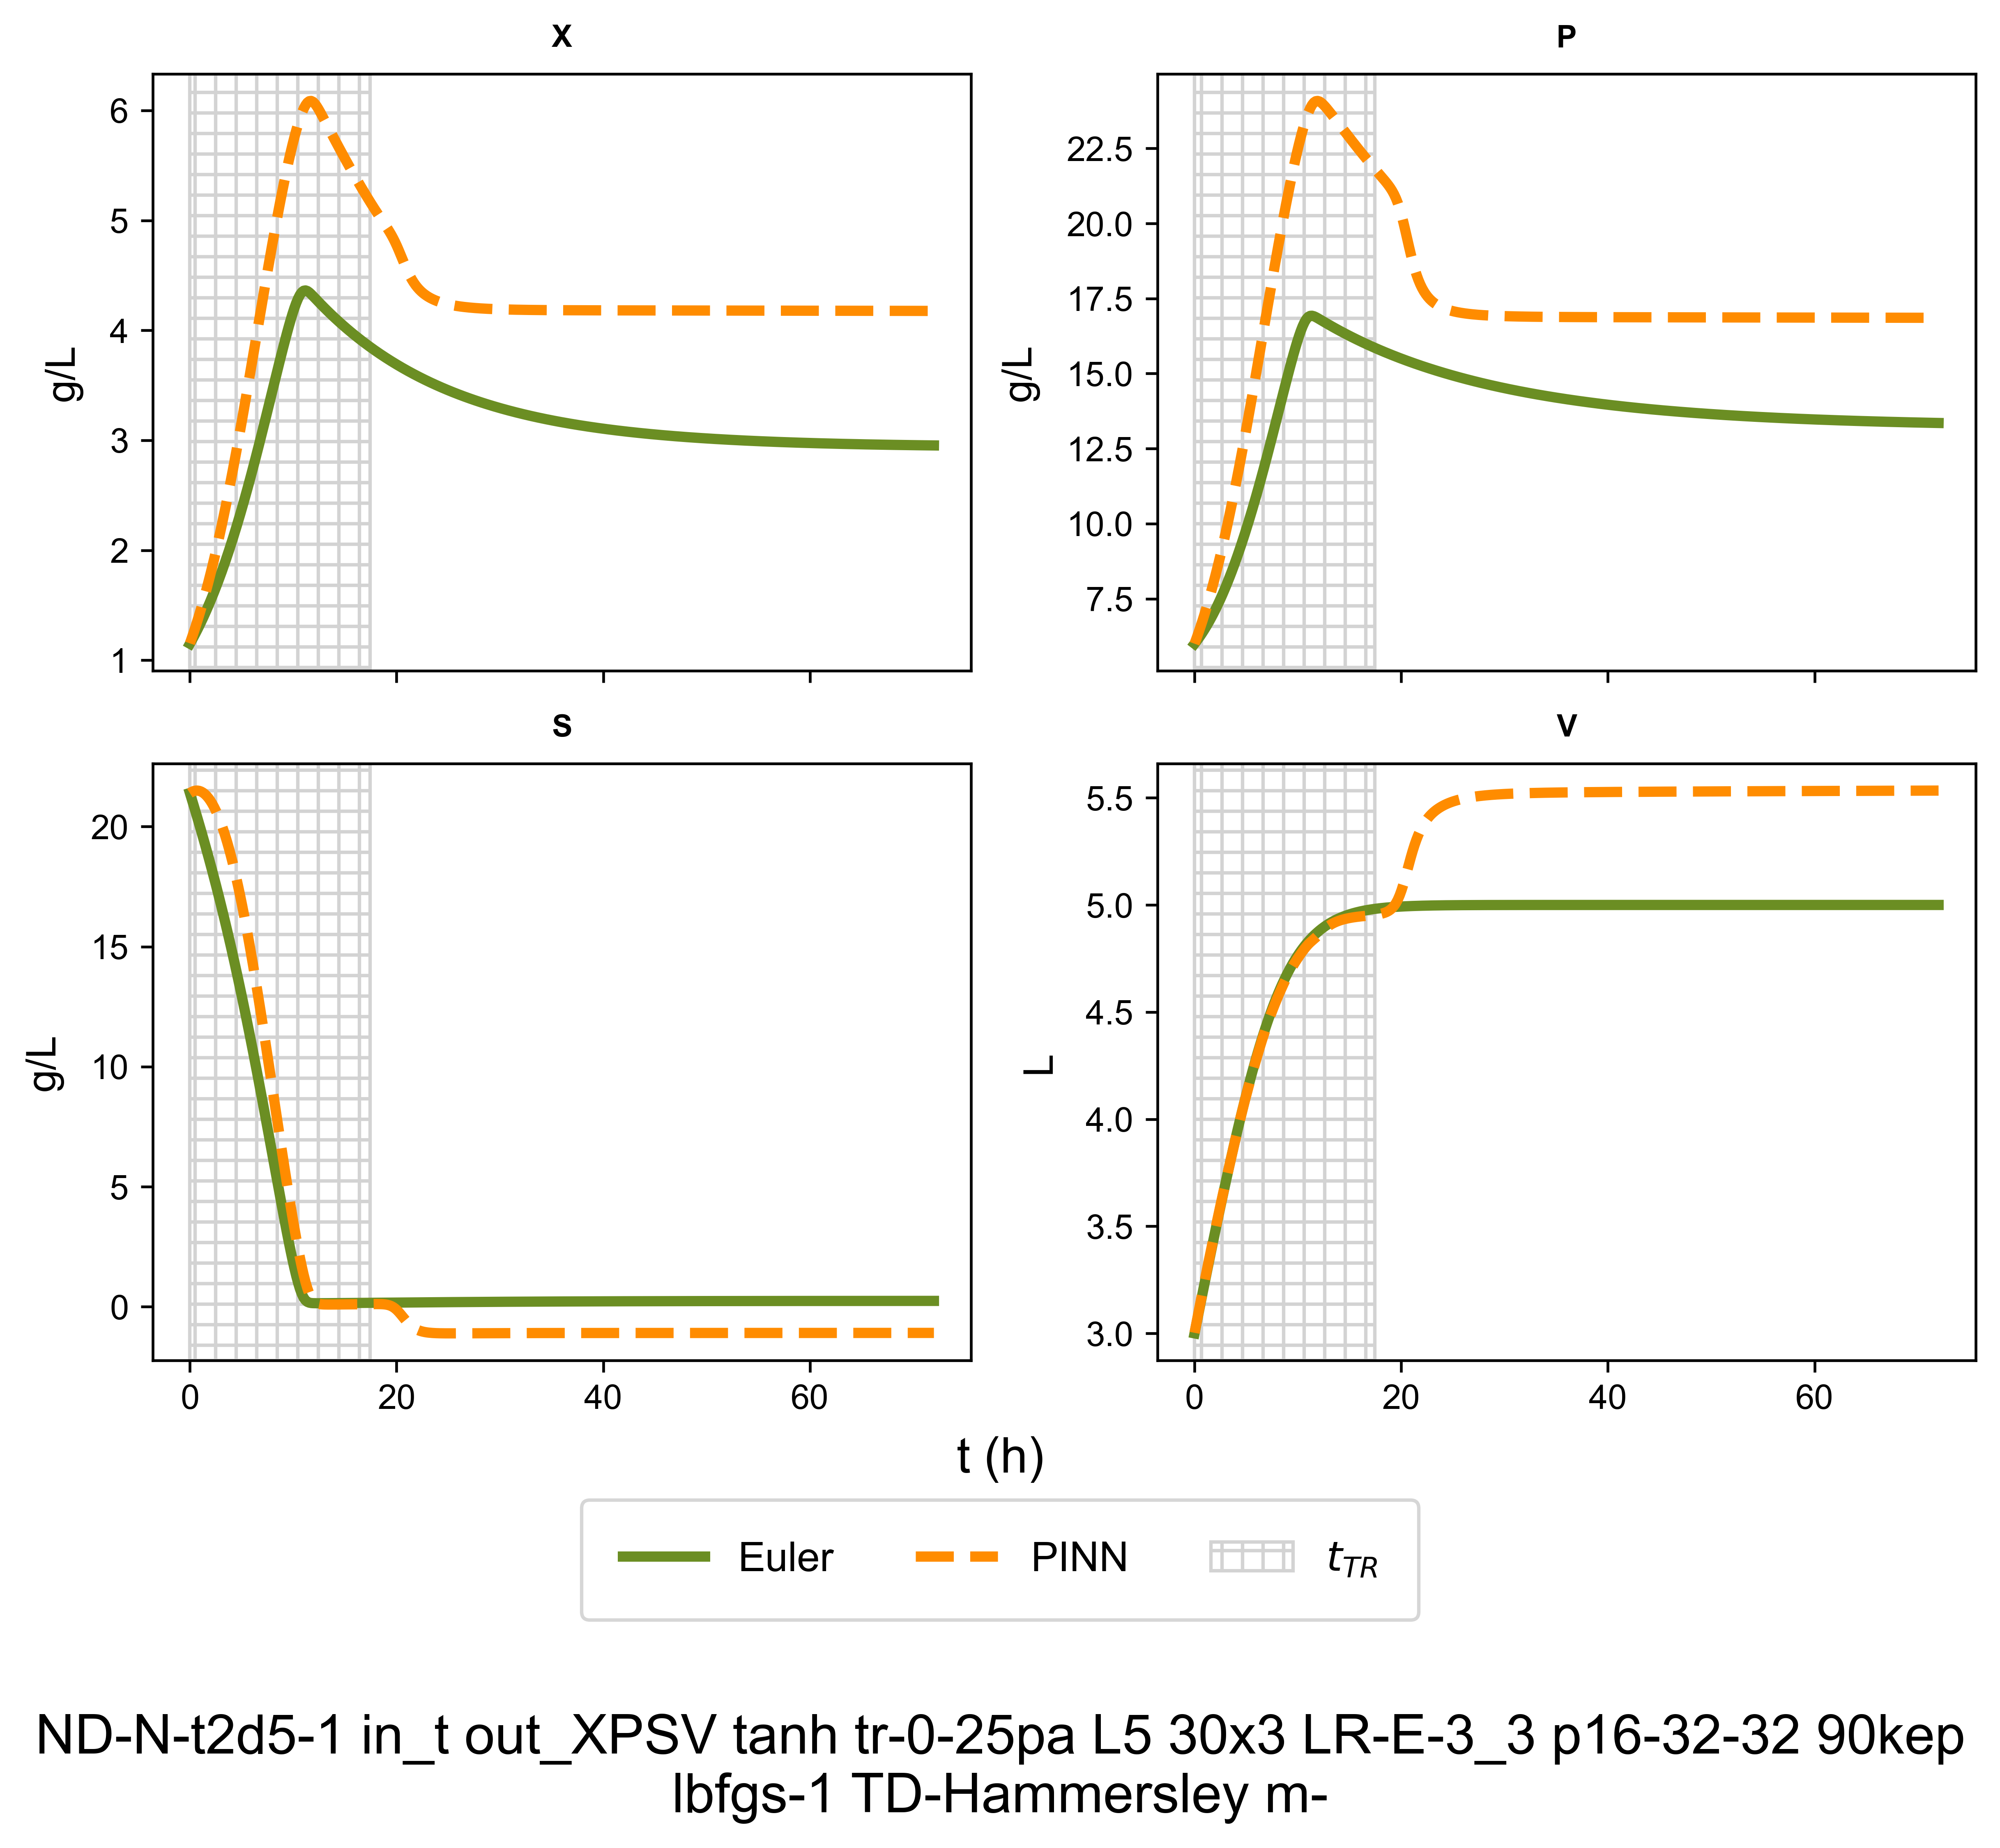 X
P
6
5
4
3
2
1
g/L
22.5
20.0
17.5
15.0
12.5
10.0
7.5
g/L
S
V
20
15
10
5
0
g/L
0
20
40
60
5.5
5.0
4.5
4.0
3.5
3.0
L
0
20
40
60
t (h)
Euler
PINN
t_{TR}
ND-N-t2d5-1 in_t out_XPSV tanh tr-0-25pa L5 30x3 LR-E-3_3 p16-32-32 90kep
lbfgs-1 TD-Hammersley m-